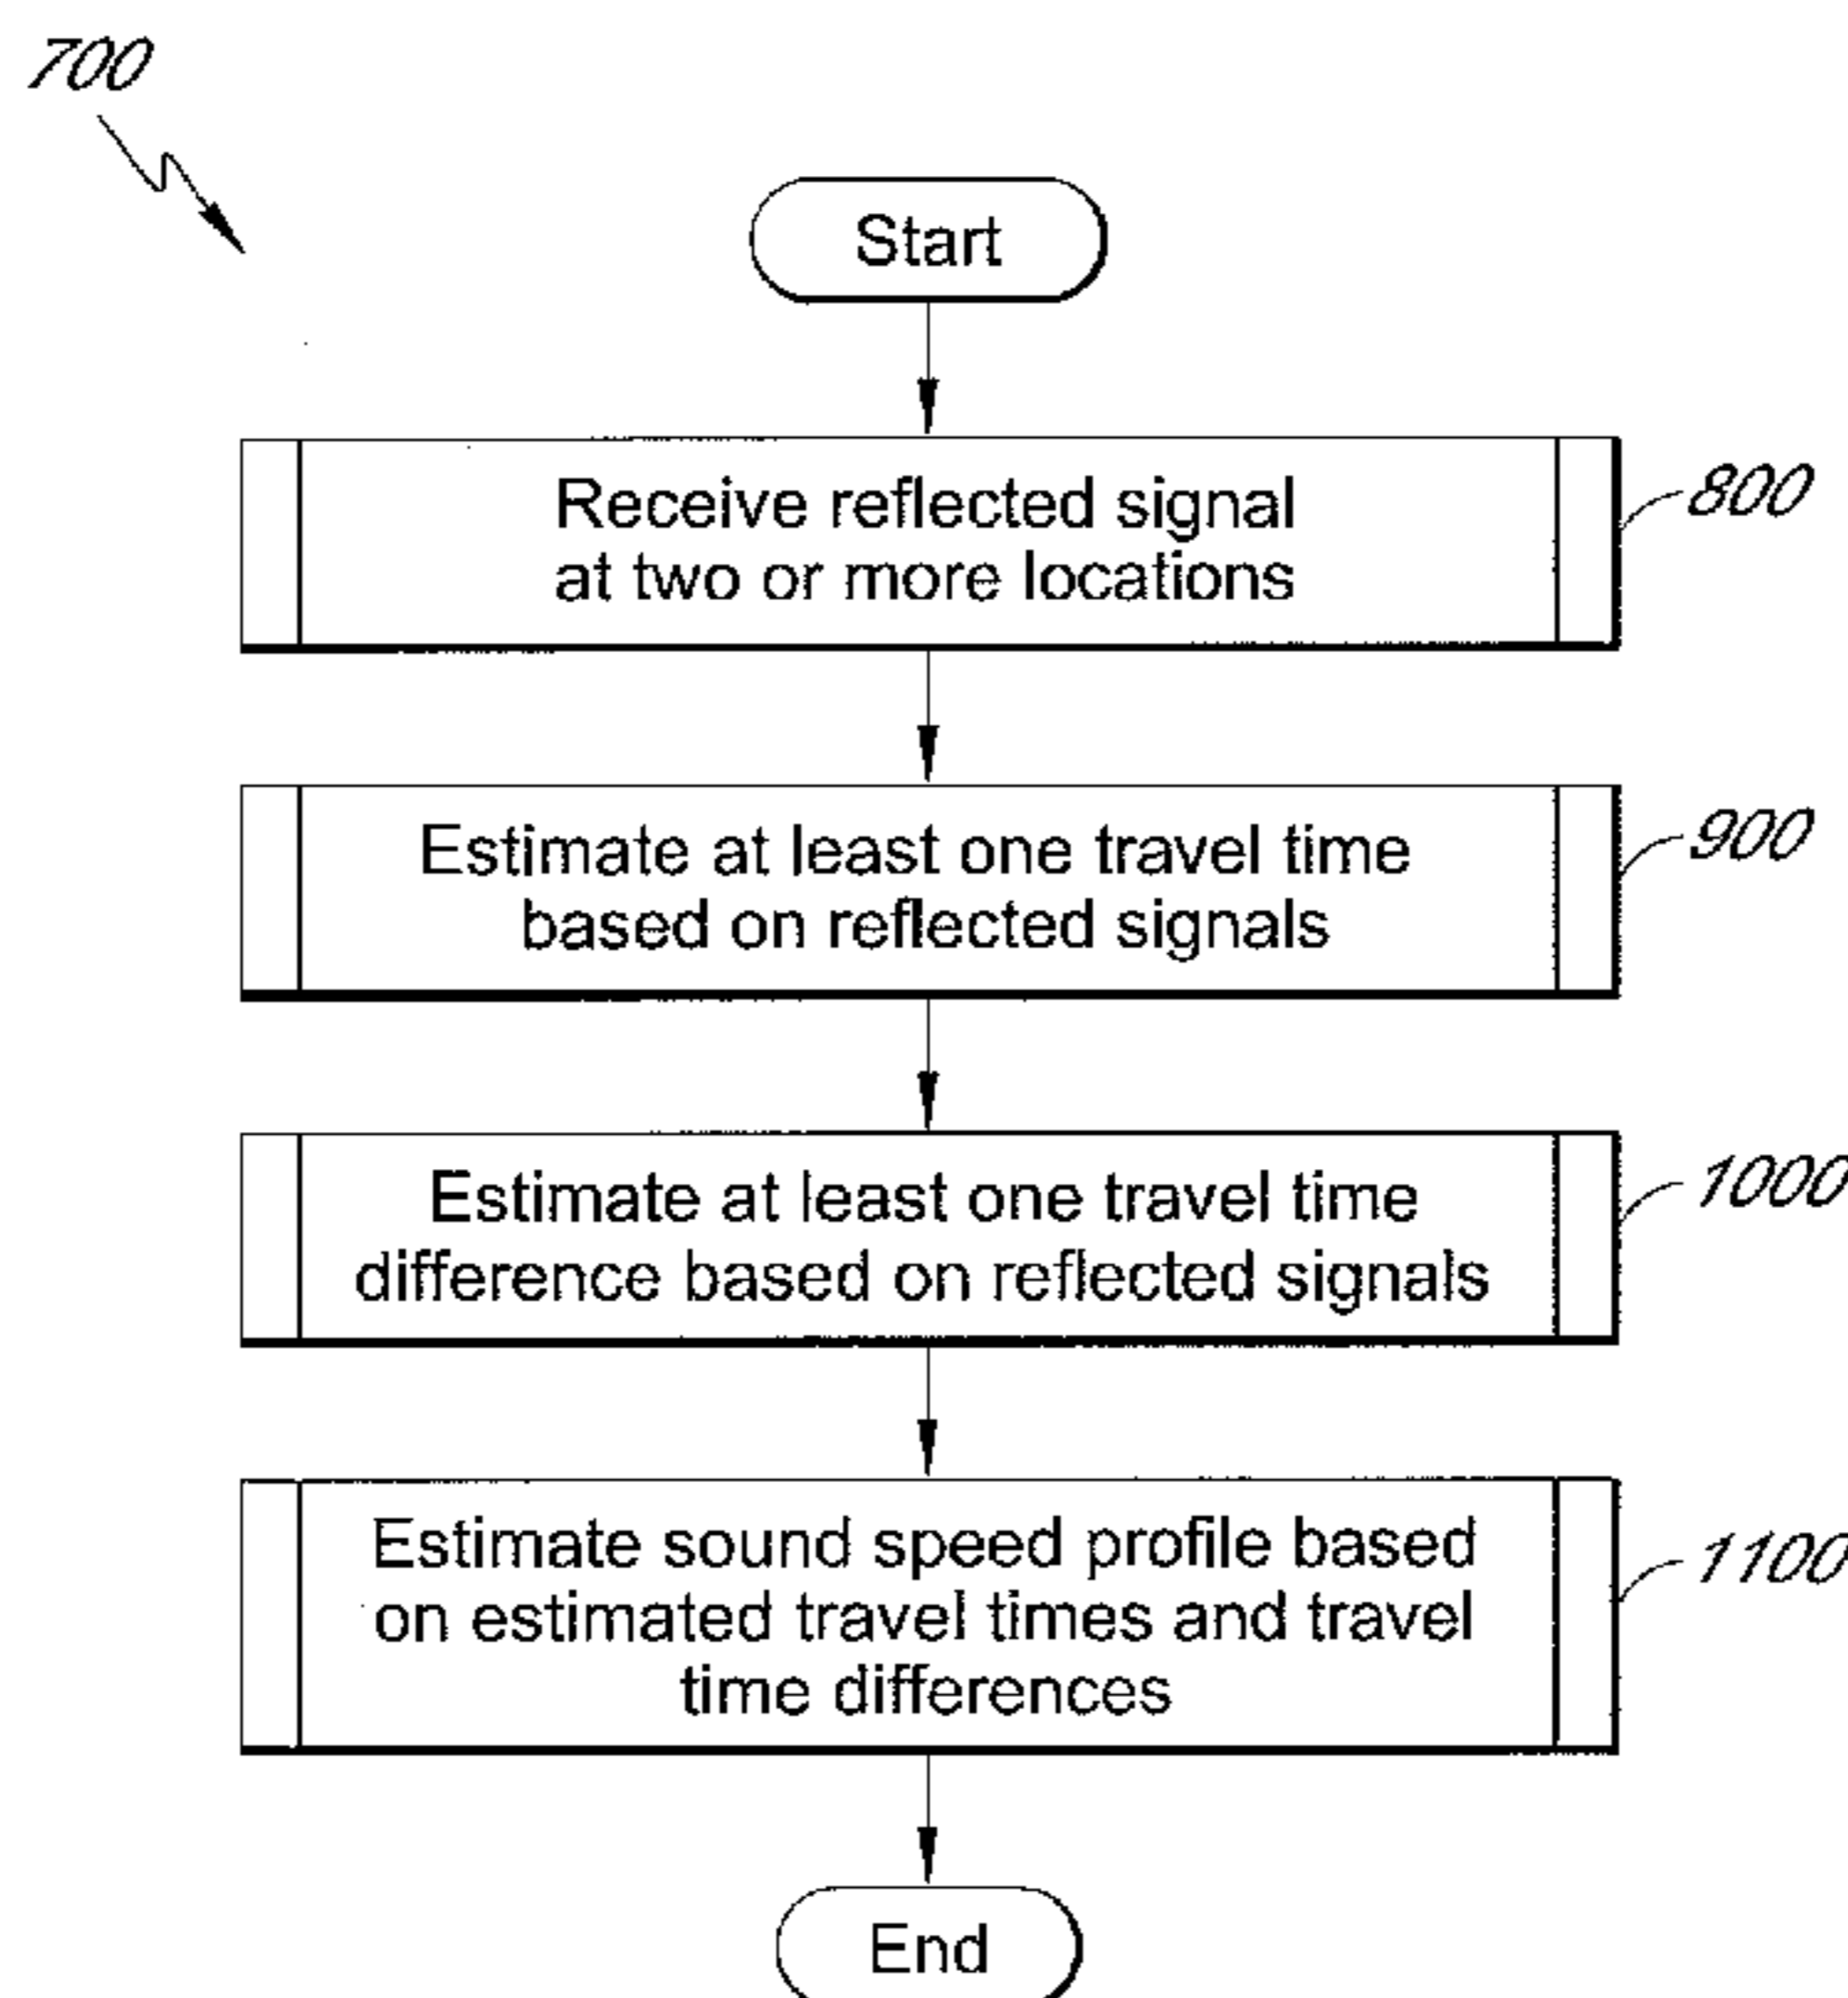 700
Start
Receive reflected signal
at two or more locations
800
Estimate at least one travel time
based on reflected signals
900
Estimate at least one travel time
difference based on reflected signals
1000
Estimate sound speed profile based
on estimated travel times and travel
time differences
1100
End